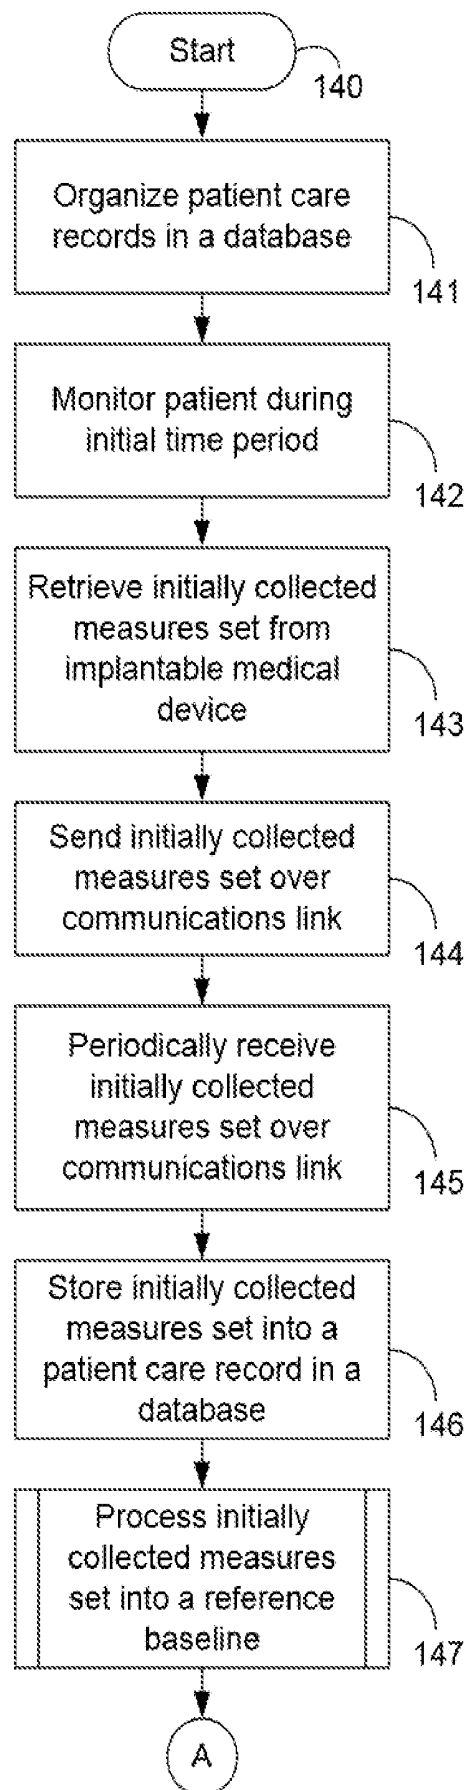 Start
140
Organize patient care
records in a database
141
Monitor patient during
initial time period
142
Retrieve initially collected
measures set from
implantable medical
device
143
Send initially collected
measures set over
communications link
144
Periodically receive
initially collected
measures set over
communications link
145
Store initially collected
measures set into a
patient care record in a
database
146
Process initially
collected measures
set into a reference
baseline
147
A